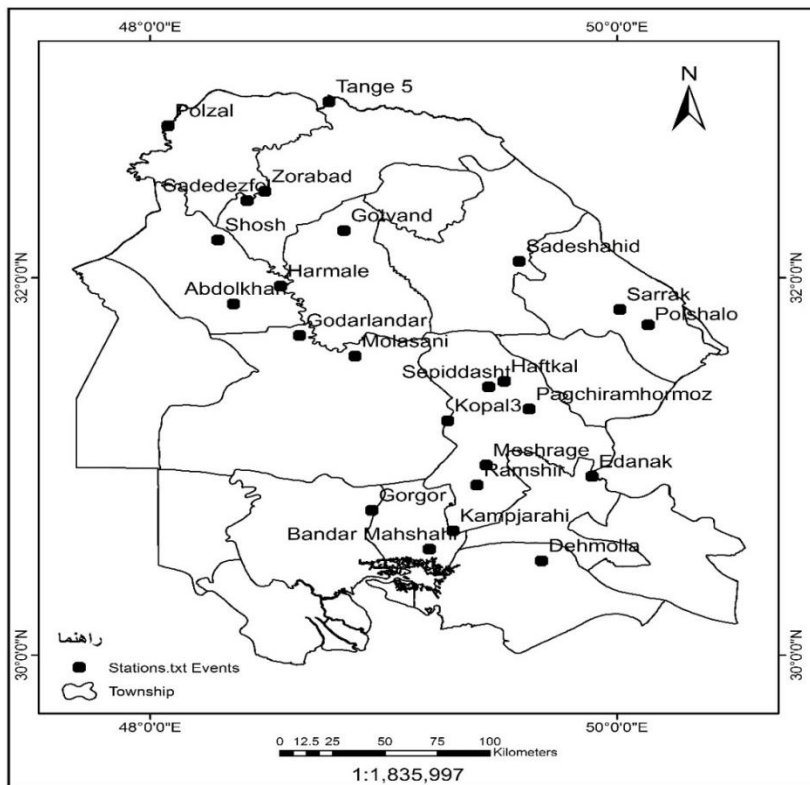 48°0'0"E 50°0'0"E
N
Tange 5
Polzal
Zorabad
Sadedezfol
Gotvand
Shosh
Sadeshahid
32°0'0"N 32°0'0"N
Harmale
Abdolkhan
Sarrak
Polshalo
Godarlandar
Molasani
Haftkal
Sepiddasht
Pagchiramhormoz
Kopal3
Moshrage
Edanak
Ramshir
Gorgor
Kampjarahi
Bandar Mahshahr
Dehmolla
راهنما
30°0'0"N 30°0'0"N
Stations.txt Events
Township
48°0'0"E 50°0'0"E
0 12.5 25 50 75 100
Kilometers
1:1,835,997